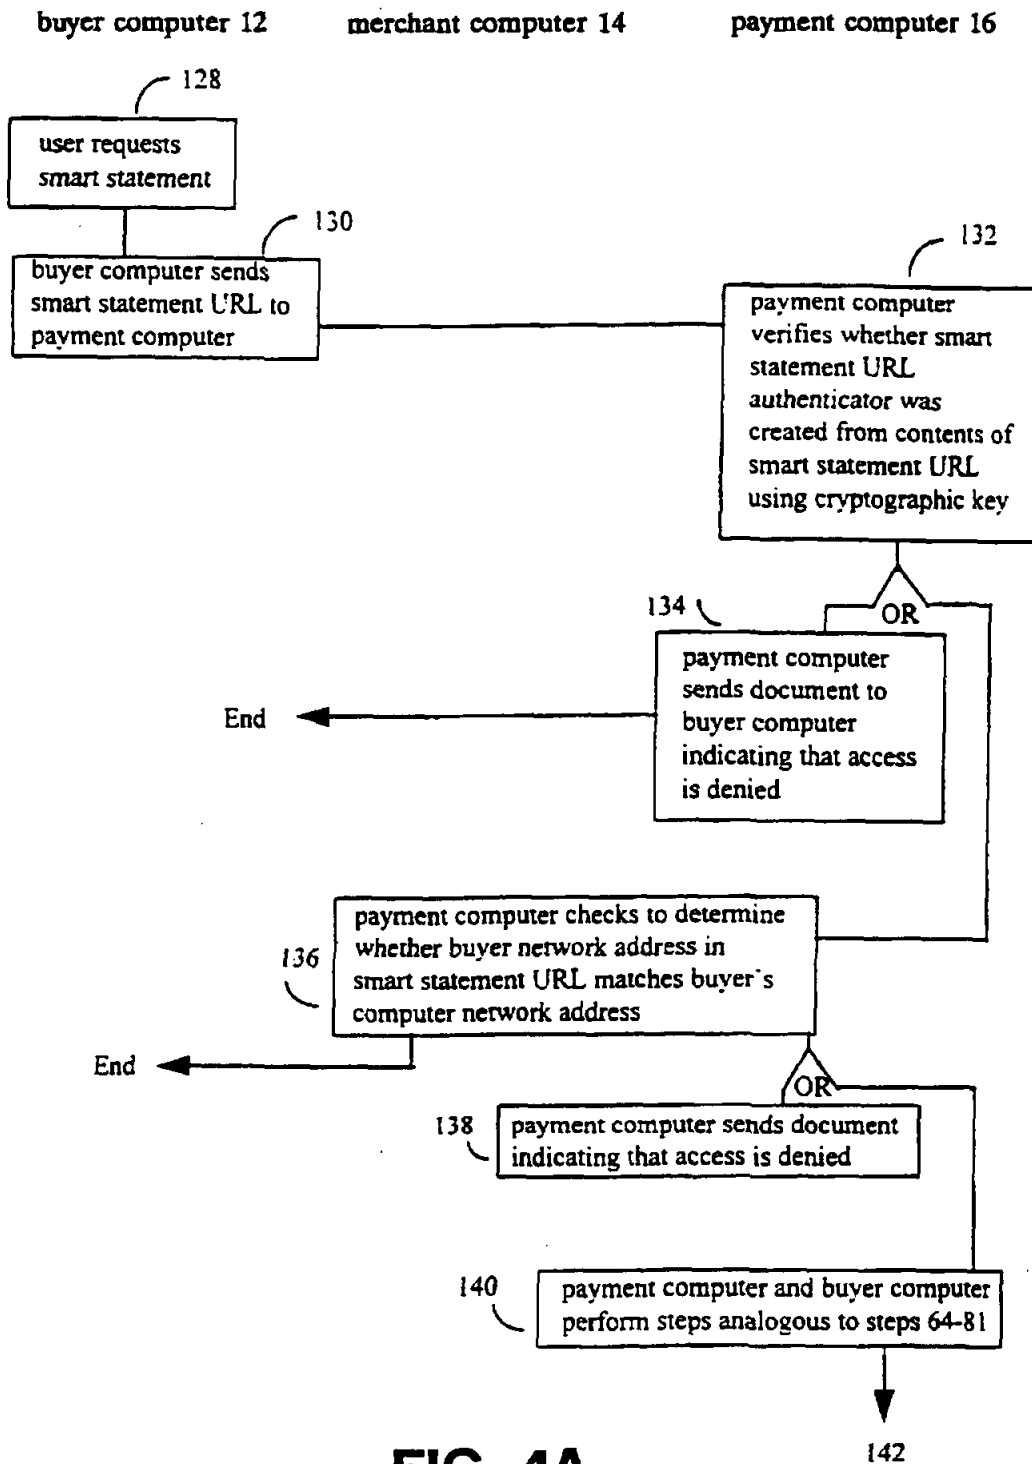 buyer computer 12 merchant computer 14 payment computer 16
128
user requests
smart statement
130
buyer computer sends
smart statement URL to
payment computer
132
payment computer
verifies whether smart
statement URL
authenticator was
created from contents of
smart statement URL
using cryptographic key
OR
134
payment computer
sends document to
buyer computer
indicating that access
is denied
End
136
payment computer checks to determine
whether buyer network address in
smart statement URL matches buyer's
computer network address
End
OR
138
payment computer sends document
indicating that access is denied
140
payment computer and buyer computer
perform steps analogous to steps 64-81
142
FIG. 4A